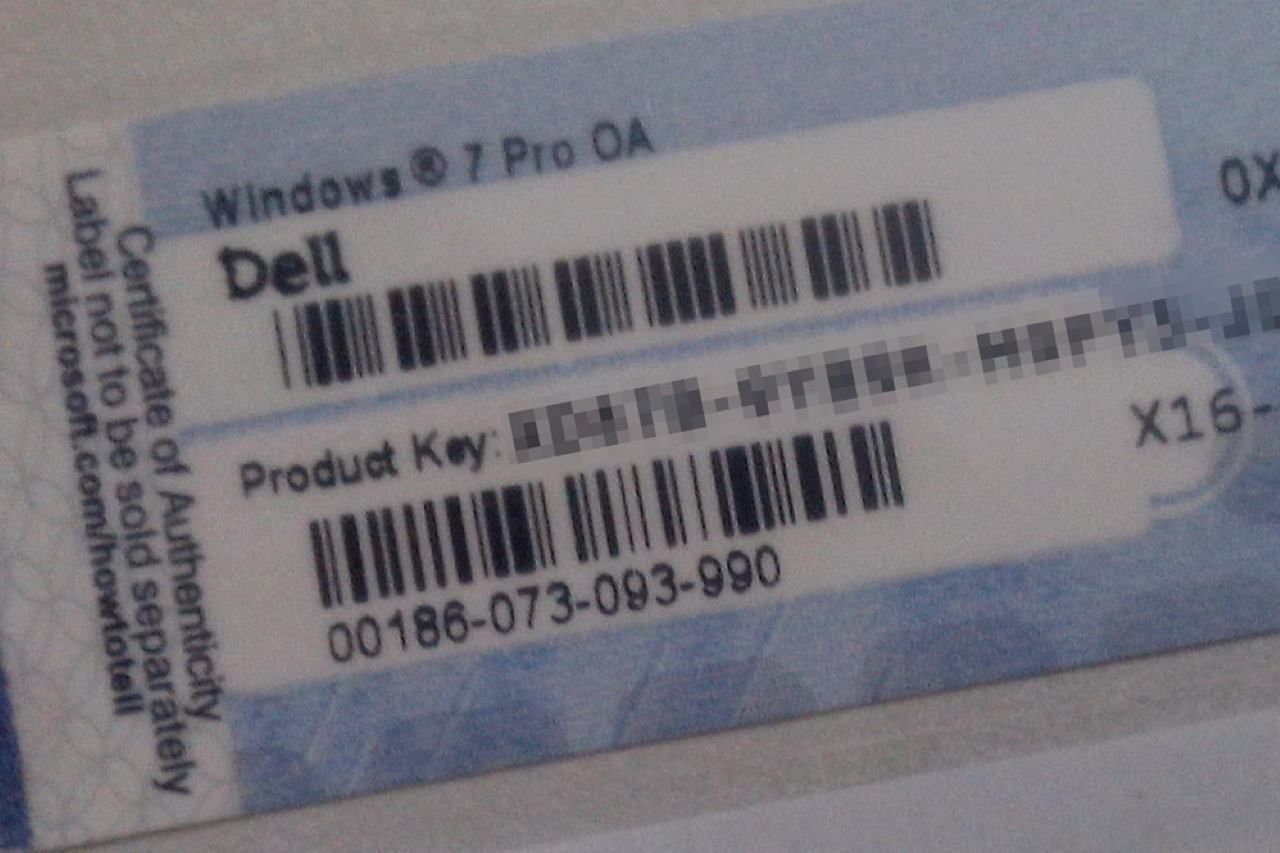 Windows® 7 Pro OA
Dell
0X
Product Key:
X16-
00186-073-093-990
Certificate of Authenticity
Label not to be sold separately
microsoft.com/howtotell